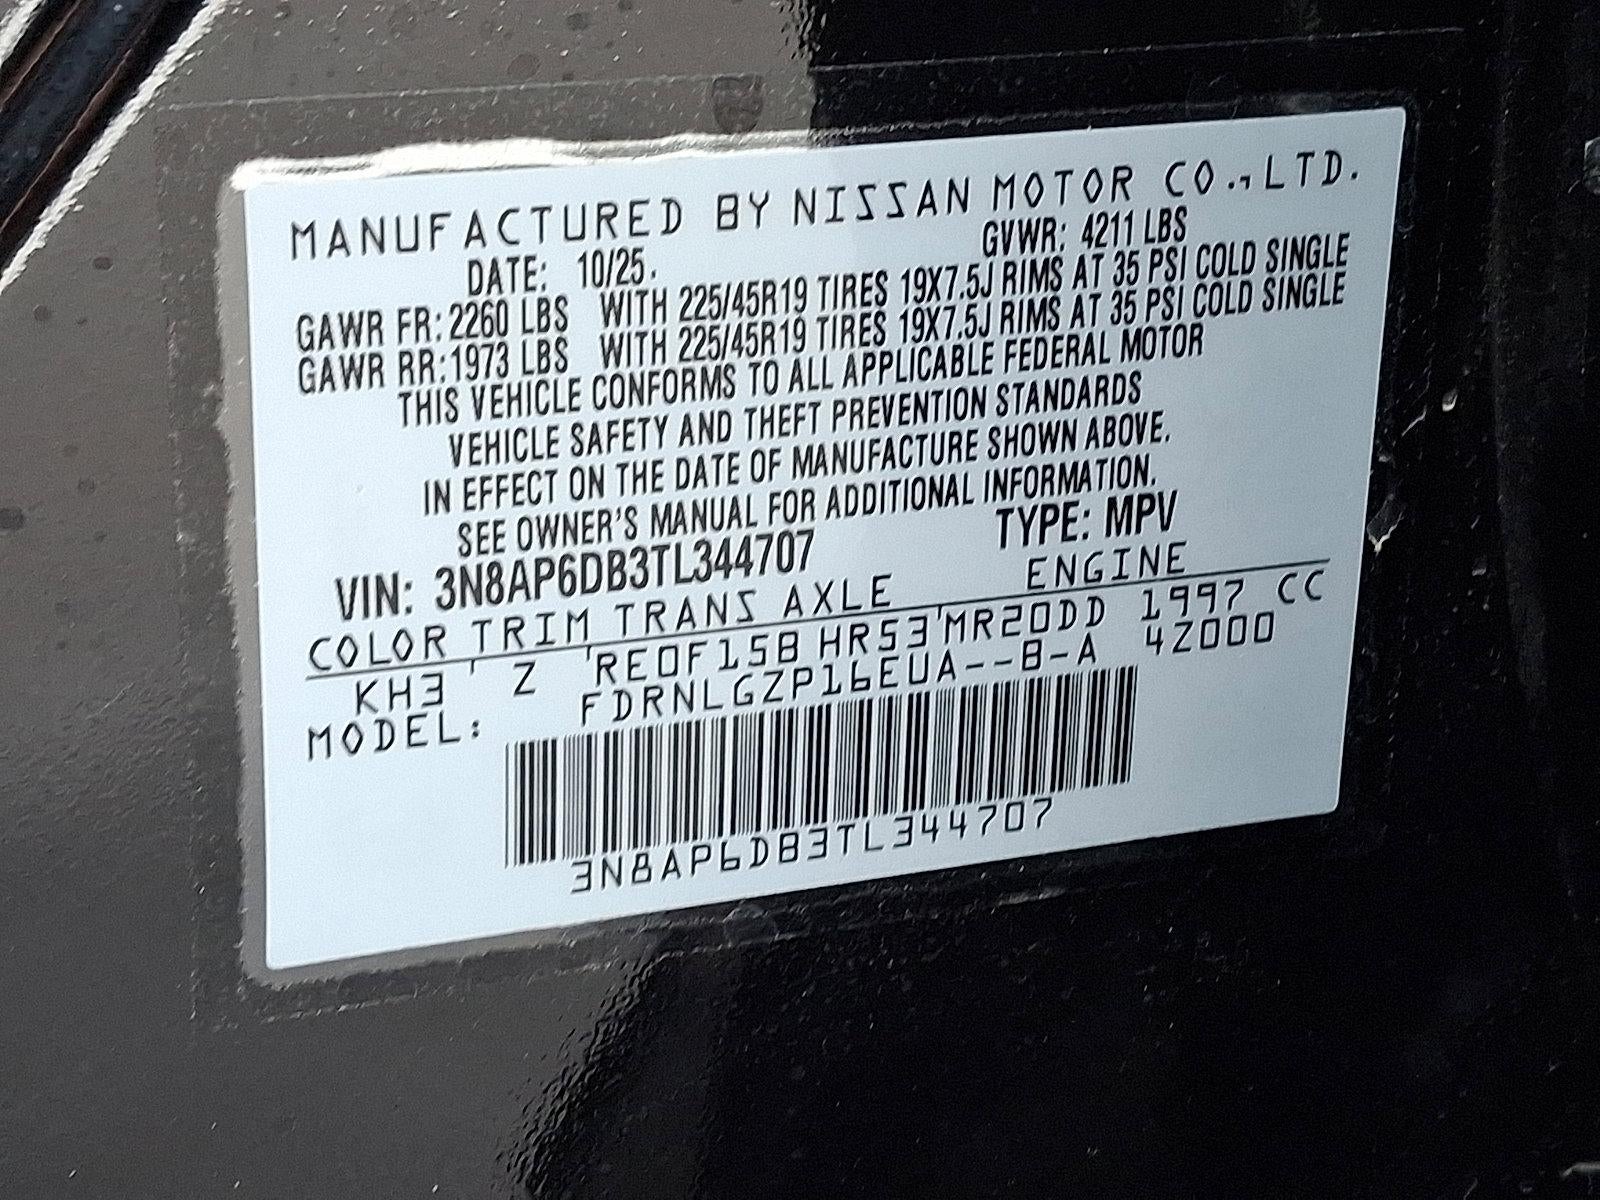 MANUFACTURED BY NISSAN MOTOR CO.,LTD.
DATE: 10/25. GVWR: 4211 LBS
GAWR FR: 2260 LBS WITH 225/45R19 TIRES 19X7.5J RIMS AT 35 PSI COLD SINGLE
GAWR RR: 1973 LBS WITH 225/45R19 TIRES 19X7.5J RIMS AT 35 PSI COLD SINGLE
THIS VEHICLE CONFORMS TO ALL APPLICABLE FEDERAL MOTOR
VEHICLE SAFETY AND THEFT PREVENTION STANDARDS
IN EFFECT ON THE DATE OF MANUFACTURE SHOWN ABOVE.
SEE OWNER'S MANUAL FOR ADDITIONAL INFORMATION.
VIN: 3N8AP6DB3TL344707 TYPE: MPV
COLOR TRIM TRANS AXLE ENGINE
KH3 Z RE0F15B HR53 MR20DD 1997 CC
MODEL: FDRNLGZP16EUA--B-A 4Z000
3N8AP6DB3TL344707